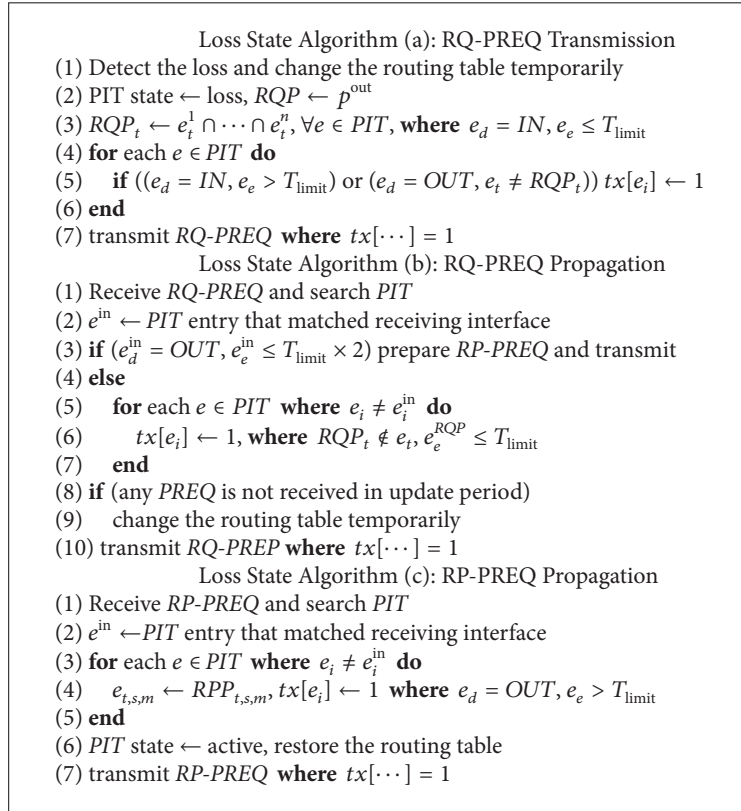 Loss State Algorithm (a): RQ-PREQ Transmission
(1) Detect the loss and change the routing table temporarily
(2) PIT state ← loss, RQP ← p^out
(3) RQP_t ← e_t^1 ∩ ⋯ ∩ e_t^n, ∀e ∈ PIT, where e_d = IN, e_e ≤ T_limit
(4) for each e ∈ PIT do
(5) if ((e_d = IN, e_e > T_limit) or (e_d = OUT, e_t ≠ RQP_t)) tx[e_i] ← 1
(6) end
(7) transmit RQ-PREQ where tx[⋯] = 1
Loss State Algorithm (b): RQ-PREQ Propagation
(1) Receive RQ-PREQ and search PIT
(2) e^in ← PIT entry that matched receiving interface
(3) if (e_d^in = OUT, e_e^in ≤ T_limit × 2) prepare RP-PREQ and transmit
(4) else
(5) for each e ∈ PIT where e_i ≠ e_i^in do
(6) tx[e_i] ← 1, where RQP_t ∉ e_t, e_e^RQP ≤ T_limit
(7) end
(8) if (any PREQ is not received in update period)
(9) change the routing table temporarily
(10) transmit RQ-PREP where tx[⋯] = 1
Loss State Algorithm (c): RP-PREQ Propagation
(1) Receive RP-PREQ and search PIT
(2) e^in ←PIT entry that matched receiving interface
(3) for each e ∈ PIT where e_i ≠ e_i^in do
(4) e_t,s,m ← RPP_t,s,m, tx[e_i] ← 1 where e_d = OUT, e_e > T_limit
(5) end
(6) PIT state ← active, restore the routing table
(7) transmit RP-PREQ where tx[⋯] = 1